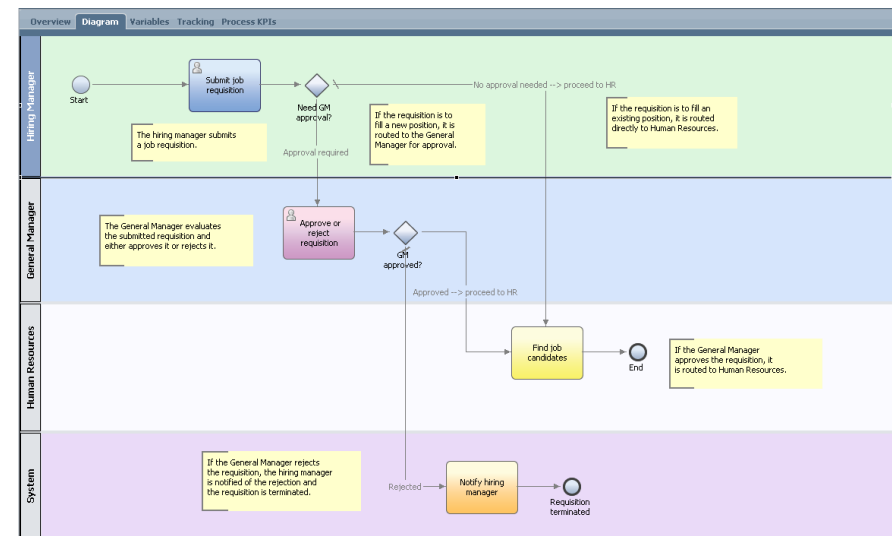 Overview Diagram Variables Tracking Process KPIs
Hiring Manager
Start
Submit job
requisition
Need GM
approval?
No approval needed --> proceed to HR
The hiring manager submits
a job requisition.
If the requisition is to
fill a new position, it is
routed to the General
Manager for approval.
If the requisition is to fill an
existing position, it is routed
directly to Human Resources.
Approval required
General Manager
The General Manager evaluates
the submitted requisition and
either approves it or rejects it.
Approve or
reject
requisition
GM
approved?
Approved --> proceed to HR
Human Resources
Find job
candidates
End
If the General Manager
approves the requisition, it
is routed to Human Resources.
System
If the General Manager rejects
the requisition, the hiring manager
is notified of the rejection and
the requisition is terminated.
Rejected
Notify hiring
manager
Requisition
terminated